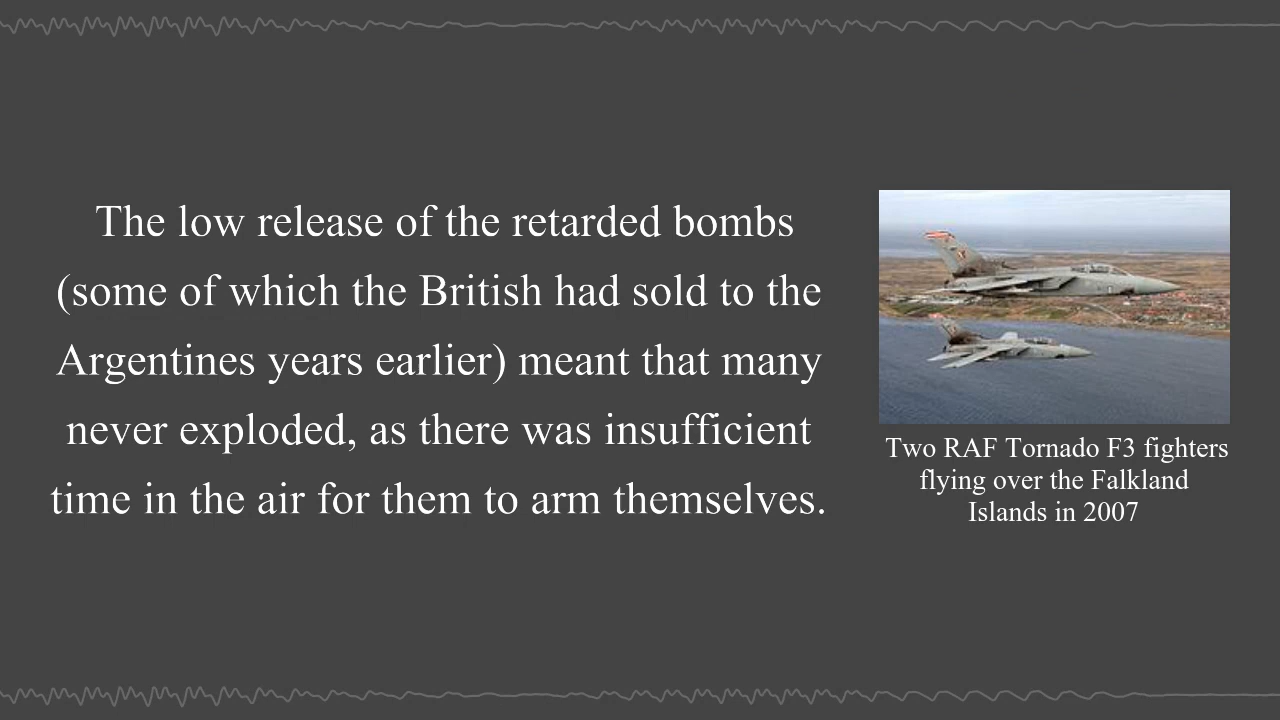 The low release of the retarded bombs
(some of which the British had sold to the
Argentines years earlier) meant that many
never exploded, as there was insufficient
time in the air for them to arm themselves.
Two RAF Tornado F3 fighters
flying over the Falkland
Islands in 2007